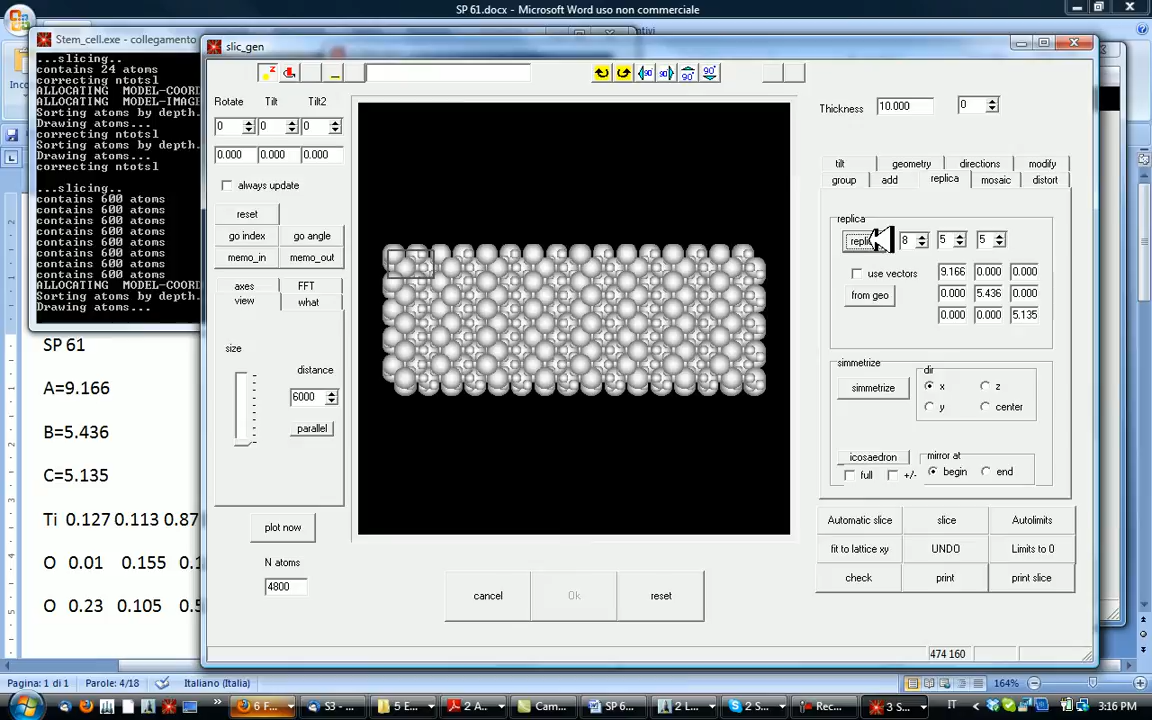 SP 61.docx - Microsoft Word uso non commerciale
Stem_cell.exe - collegamento
...slicing..
contains 24 atoms
correcting ntotsl
ALLOCATING MODEL-COORD
ALLOCATING MODEL-IMAGE
Sorting atoms by depth.
Drawing atoms...
correcting ntotsl
Sorting atoms by depth.
Drawing atoms...
correcting ntotsl
...slicing..
contains 600 atoms
contains 600 atoms
contains 600 atoms
contains 600 atoms
contains 600 atoms
contains 600 atoms
contains 600 atoms
contains 600 atoms
ALLOCATING MODEL-COORD
Sorting atoms by depth.
Drawing atoms...
SP 61
A=9.166
B=5.436
C=5.135
Ti 0.127 0.113 0.87
O 0.01 0.155 0.1
O 0.23 0.105 0.5
slic_gen
Rotate Tilt Tilt2
0 0 0
0.000 0.000 0.000
always update
reset
go index go angle
memo_in memo_out
axes FFT
view what
size
distance
6000
parallel
plot now
N atoms
4800
cancel Ok reset
Thickness 10.000 0
tilt geometry directions modify
group add replica mosaic distort
replica
8 5 5
use vectors 9.166 0.000 0.000
from geo 0.000 5.436 0.000
0.000 0.000 5.135
simmetrize
simmetrize
dir
x z
y center
icosaedron
full +/-
mirror at
begin end
Automatic slice slice Autolimits
fit to lattice xy UNDO Limits to 0
check print print slice
474 160
Pagina: 1 di 1 Parole: 4/18 Italiano (Italia) 164%
6 F... S3 - ... 5 E... 2 A... Cam... SP 6... 2 L... 2 S... Rec... 3 S... IT 3:16 PM